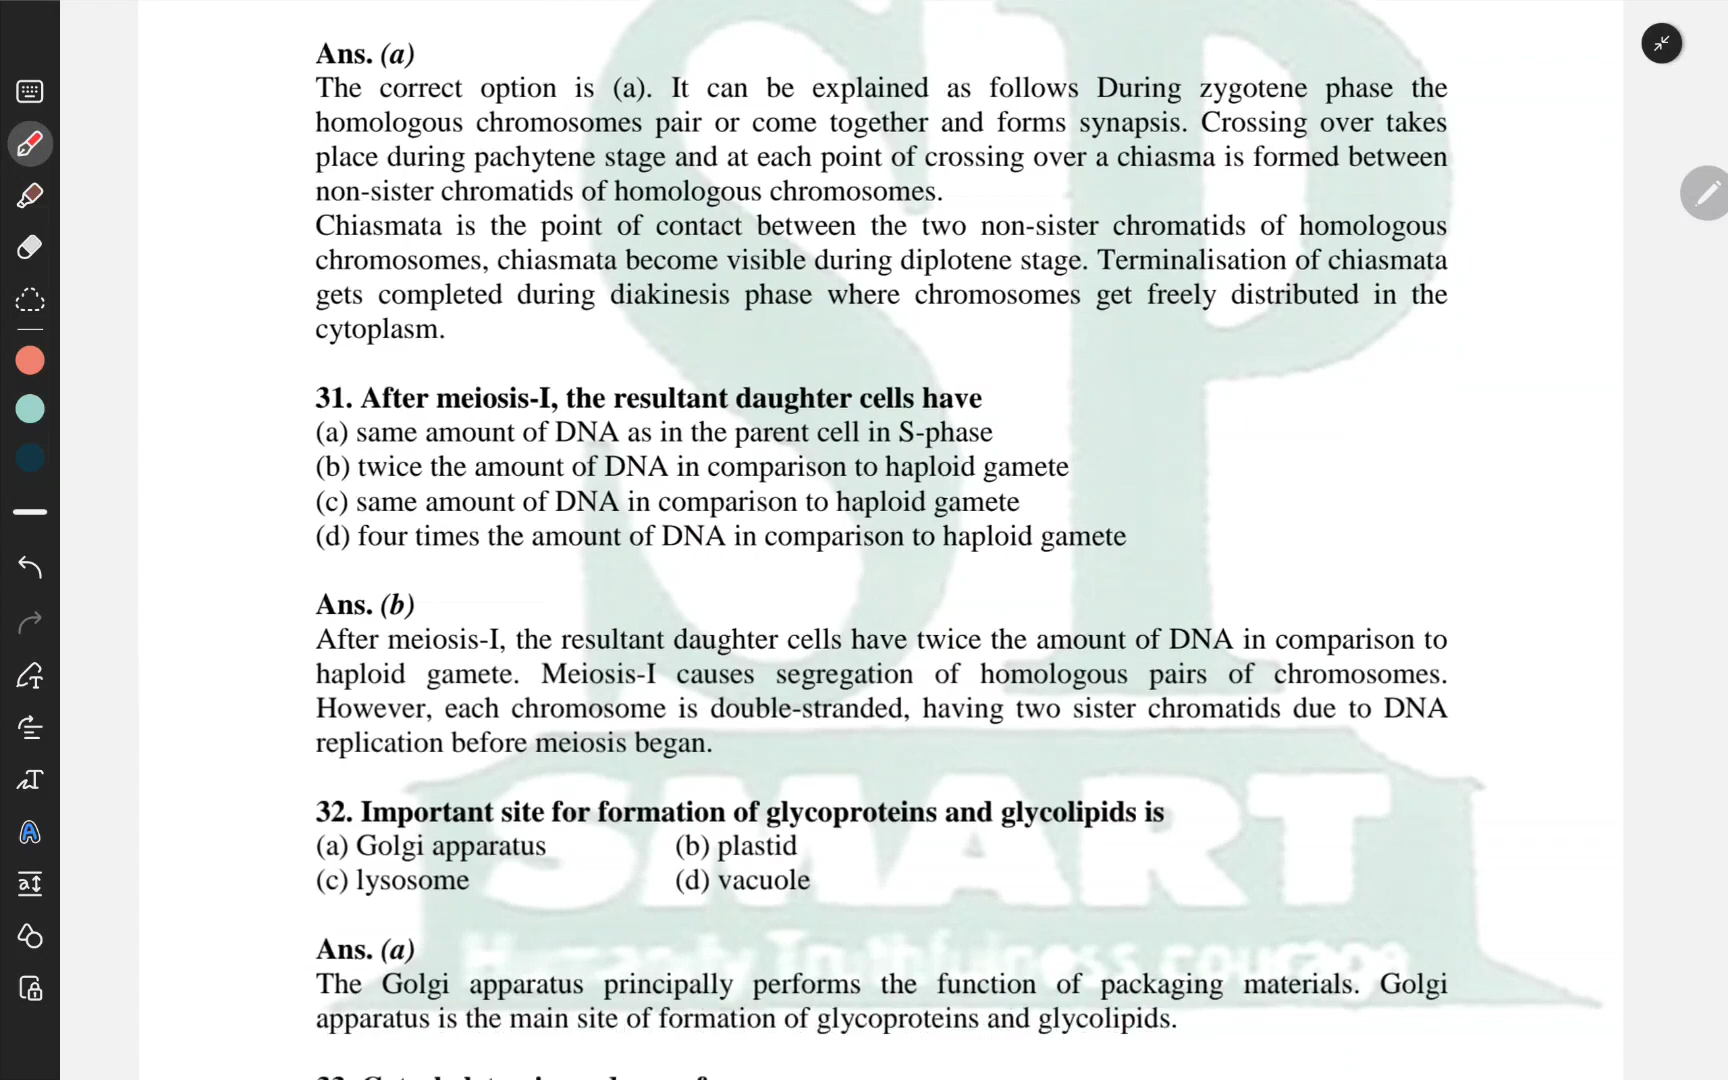 Ans. (a)
The correct option is (a). It can be explained as follows During zygotene phase the
homologous chromosomes pair or come together and forms synapsis. Crossing over takes
place during pachytene stage and at each point of crossing over a chiasma is formed between
non-sister chromatids of homologous chromosomes.
Chiasmata is the point of contact between the two non-sister chromatids of homologous
chromosomes, chiasmata become visible during diplotene stage. Terminalisation of chiasmata
gets completed during diakinesis phase where chromosomes get freely distributed in the
cytoplasm.
31. After meiosis-I, the resultant daughter cells have
(a) same amount of DNA as in the parent cell in S-phase
(b) twice the amount of DNA in comparison to haploid gamete
(c) same amount of DNA in comparison to haploid gamete
(d) four times the amount of DNA in comparison to haploid gamete
Ans. (b)
After meiosis-I, the resultant daughter cells have twice the amount of DNA in comparison to
haploid gamete. Meiosis-I causes segregation of homologous pairs of chromosomes.
However, each chromosome is double-stranded, having two sister chromatids due to DNA
replication before meiosis began.
32. Important site for formation of glycoproteins and glycolipids is
(a) Golgi apparatus (b) plastid
(c) lysosome (d) vacuole
Ans. (a)
The Golgi apparatus principally performs the function of packaging materials. Golgi
apparatus is the main site of formation of glycoproteins and glycolipids.
SP
SMART
courage